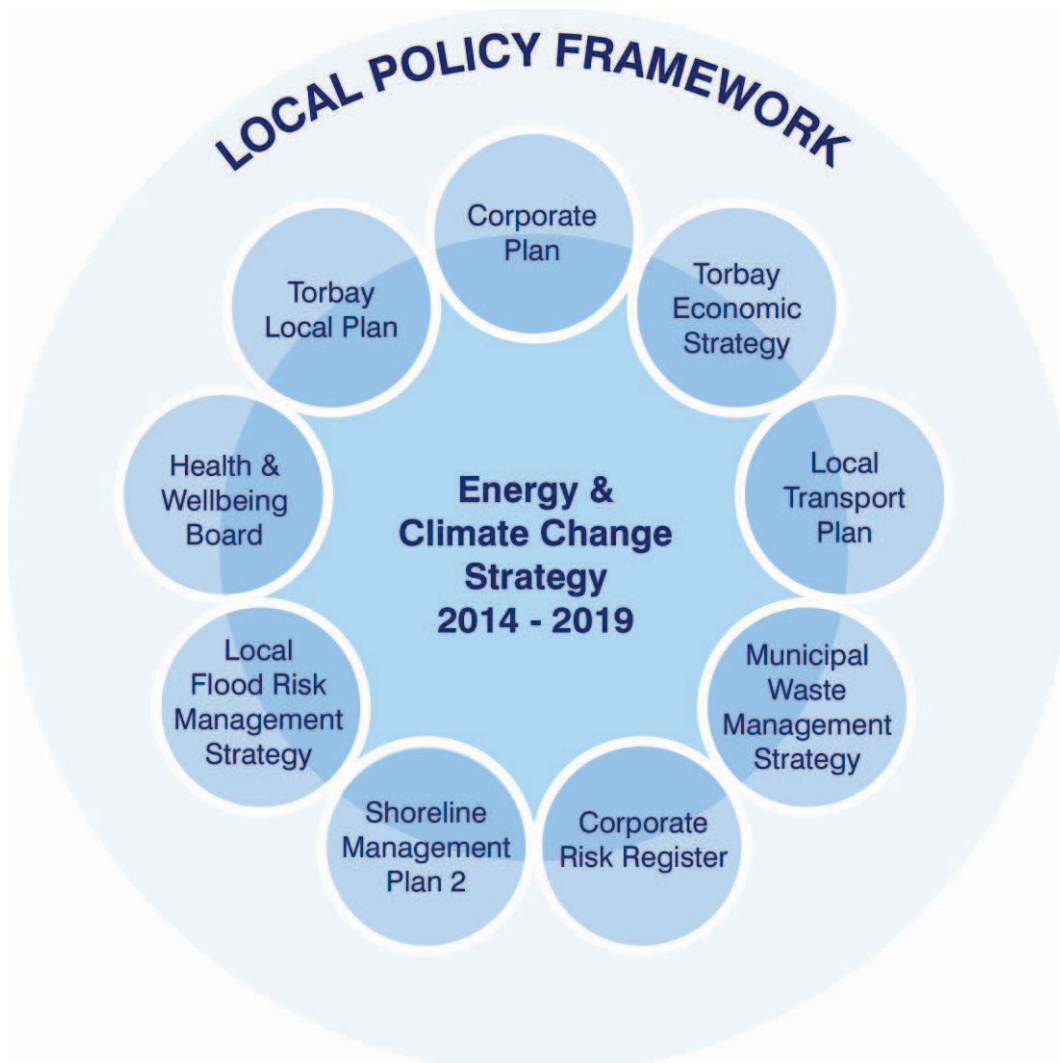 LOCAL POLICY FRAMEWORK
Corporate
Plan
Torbay
Economic
Strategy
Local
Transport
Plan
Municipal
Waste
Management
Strategy
Corporate
Risk Register
Shoreline
Management
Plan 2
Local
Flood Risk
Management
Strategy
Health &
Wellbeing
Board
Torbay
Local Plan
Energy &
Climate Change
Strategy
2014 - 2019